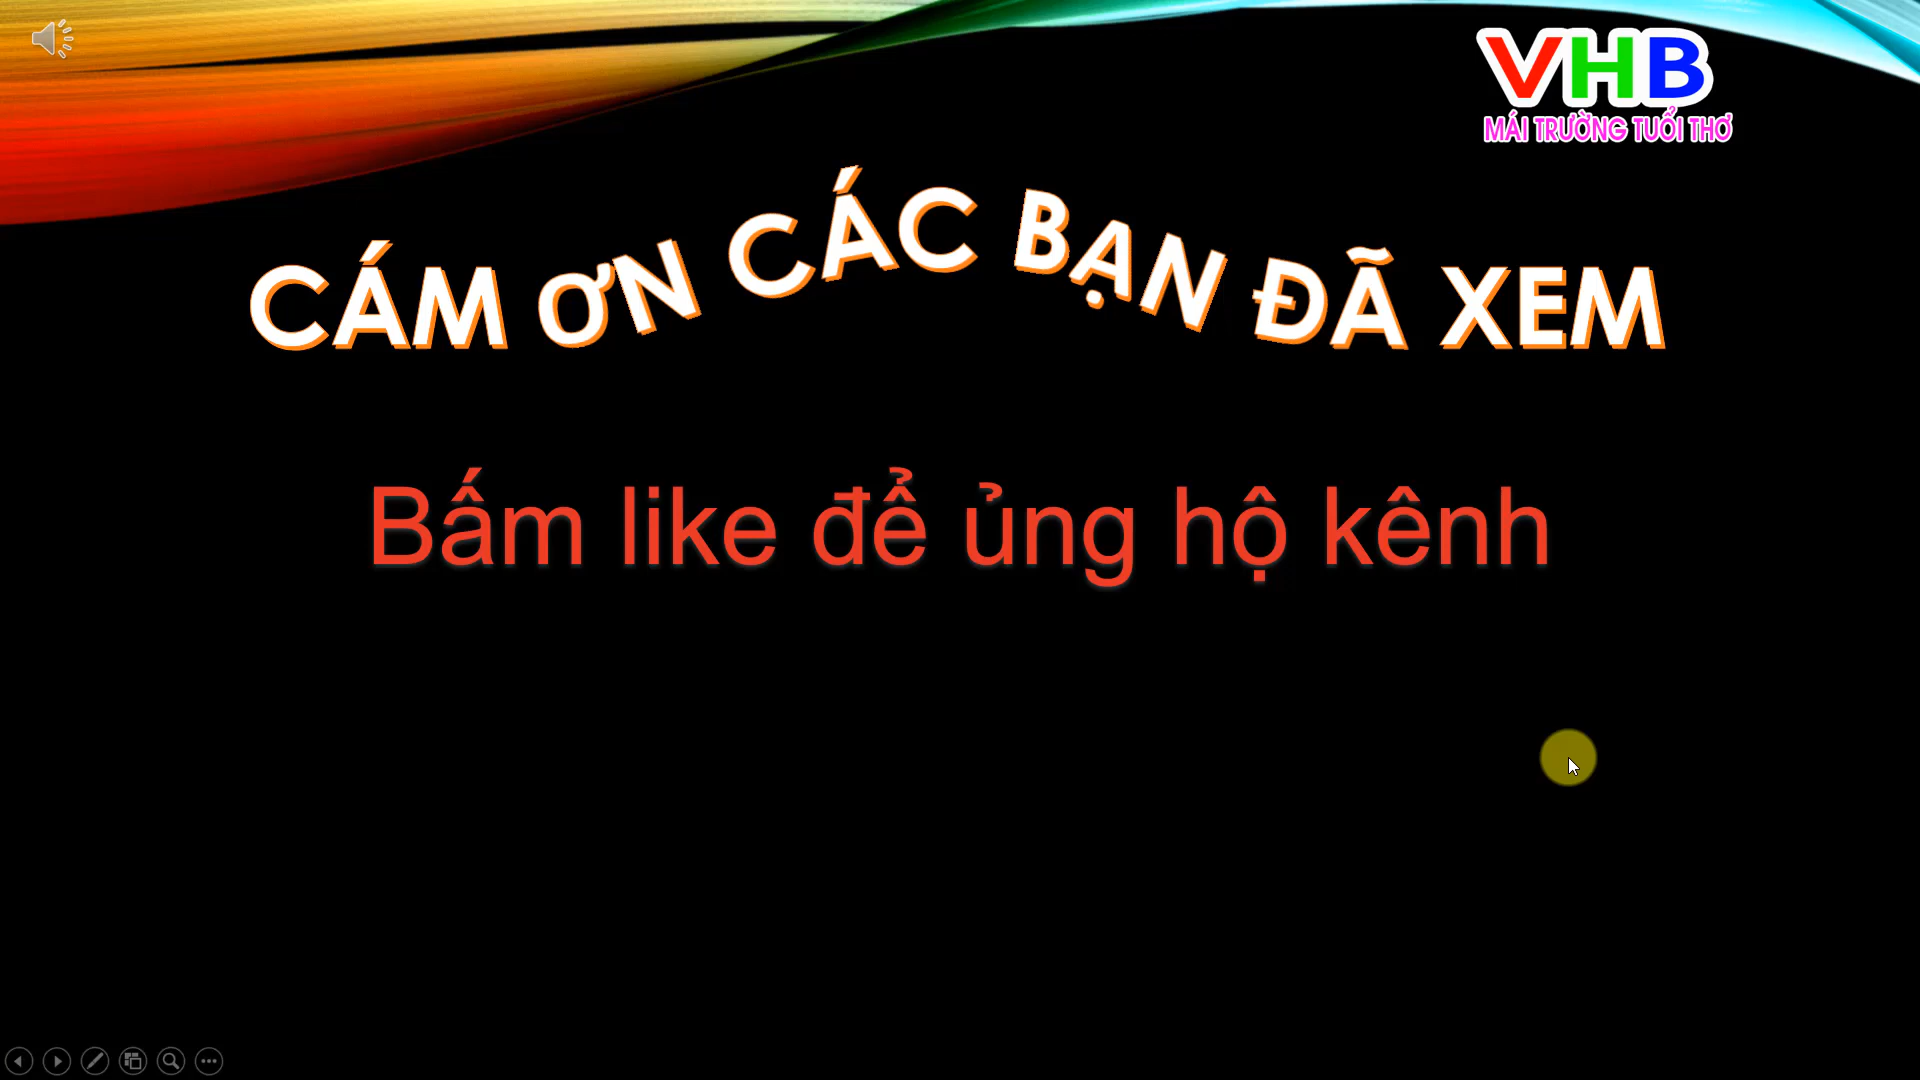 VHB
MÁI TRƯỜNG TUỔI THƠ
CÁM ƠN CÁC BẠN ĐÃ XEM
Bấm like để ủng hộ kênh